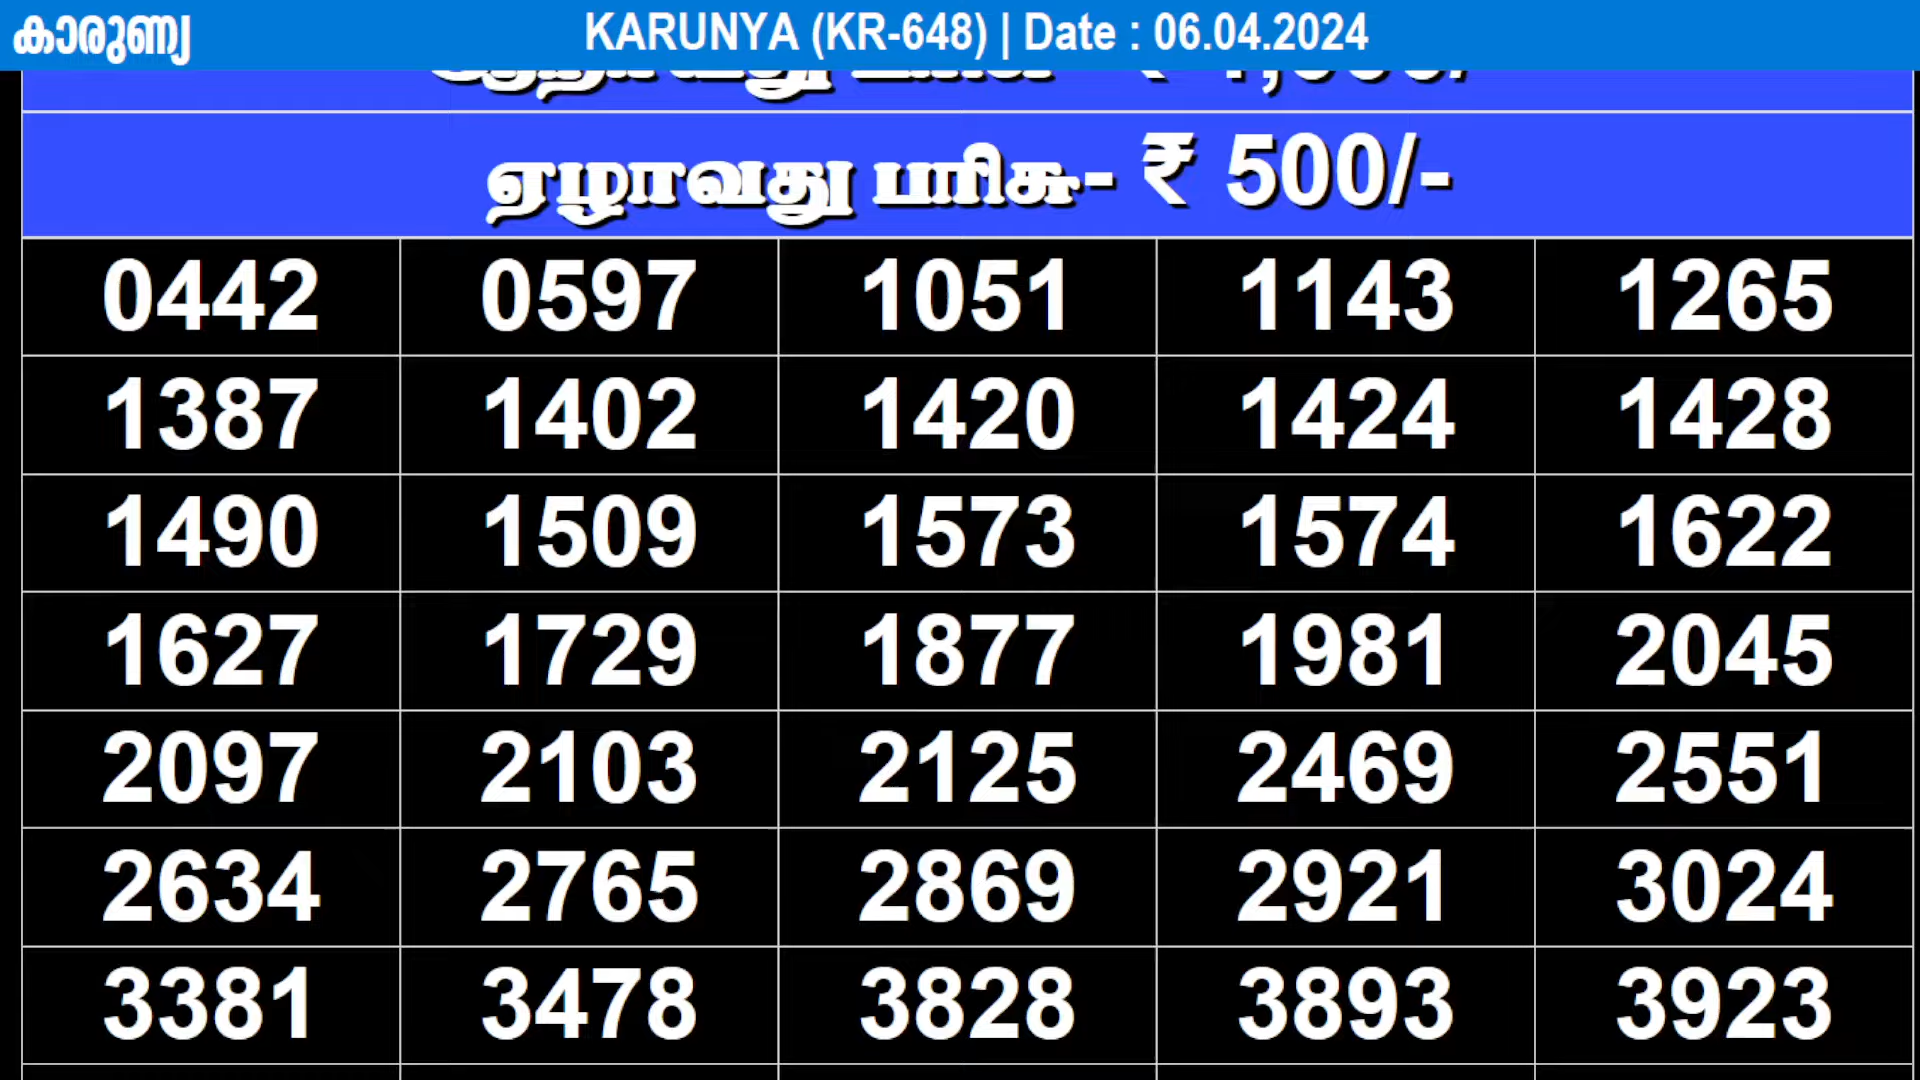 കാരുണ്യ
KARUNYA (KR-648) | Date : 06.04.2024
ஏழாவது பரிசு- ₹ 500/-
0442 0597 1051 1143 1265
1387 1402 1420 1424 1428
1490 1509 1573 1574 1622
1627 1729 1877 1981 2045
2097 2103 2125 2469 2551
2634 2765 2869 2921 3024
3381 3478 3828 3893 3923